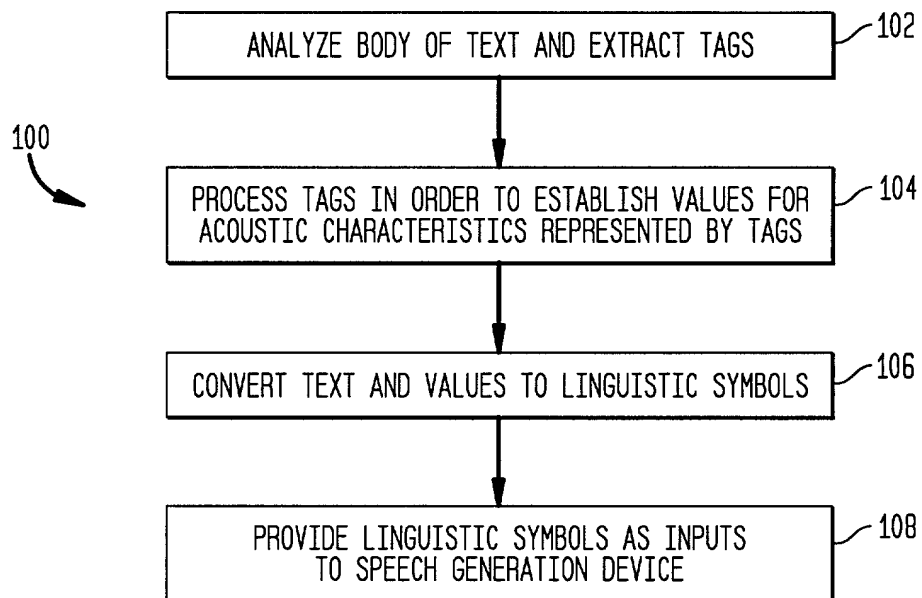 ANALYZE BODY OF TEXT AND EXTRACT TAGS
102
100
PROCESS TAGS IN ORDER TO ESTABLISH VALUES FOR
ACOUSTIC CHARACTERISTICS REPRESENTED BY TAGS
104
CONVERT TEXT AND VALUES TO LINGUISTIC SYMBOLS
106
PROVIDE LINGUISTIC SYMBOLS AS INPUTS
TO SPEECH GENERATION DEVICE
108